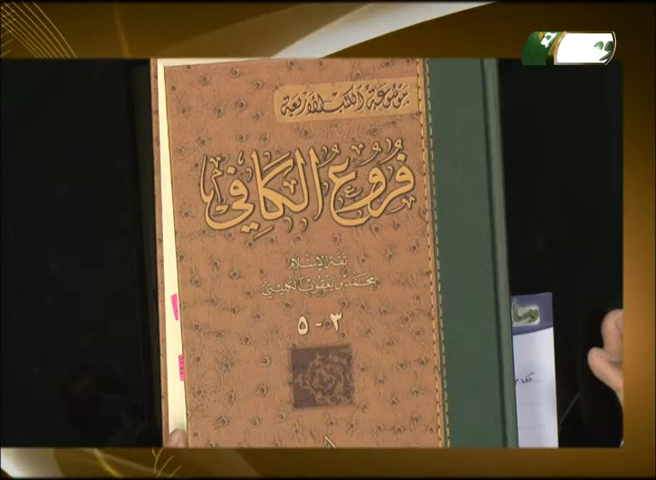 موسوعة الكتب الأربعة
فروع الكافي
ثقة الإسلام
محمد بن يعقوب الكليني
٣ - ٥